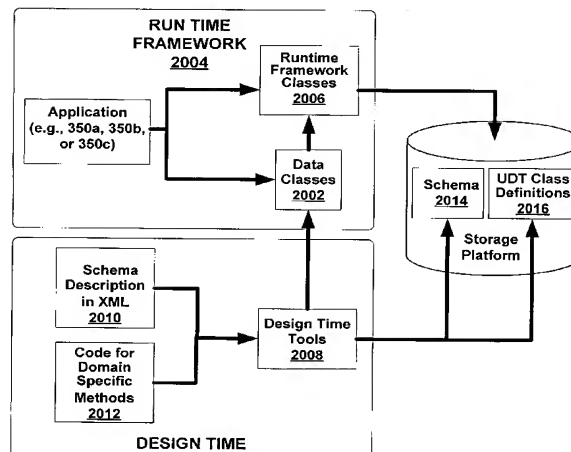 RUN TIME
FRAMEWORK
2004
Runtime
Framework
Classes
2006
Application
(e.g., 350a, 350b,
or 350c)
Data
Classes
2002
Schema
2014
UDT Class
Definitions
2016
Storage
Platform
Schema
Description
in XML
2010
Design Time
Tools
2008
Code for
Domain
Specific
Methods
2012
DESIGN TIME